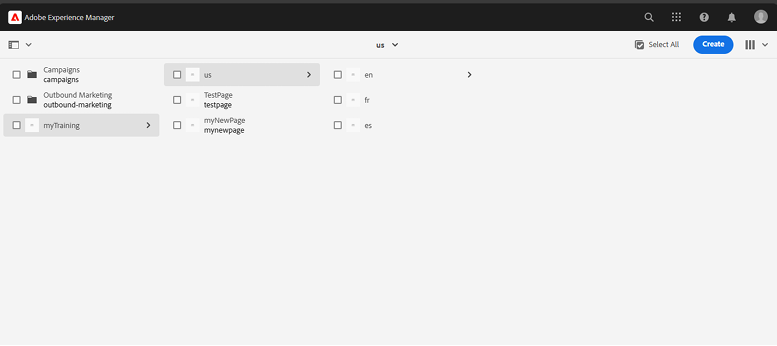 Adobe Experience Manager
us
Select All
Create
Campaigns
campaigns
Outbound Marketing
outbound-marketing
myTraining
us
TestPage
testpage
myNewPage
mynewpage
en
fr
es